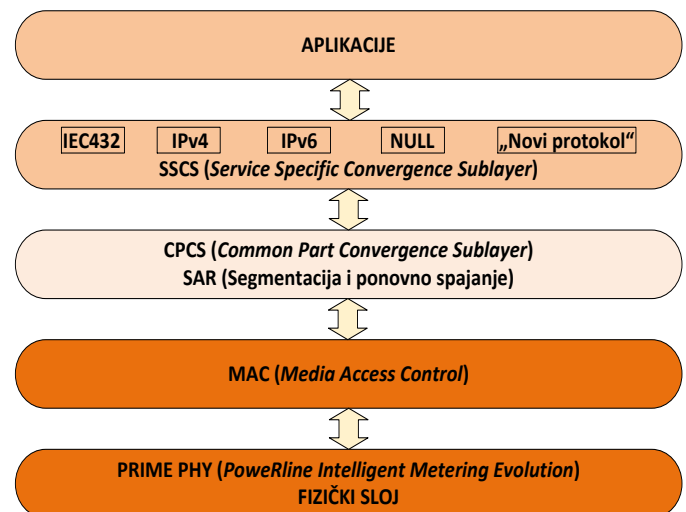 APLIKACIJE
IEC432 IPv4 IPv6 NULL „Novi protokol“
SSCS (Service Specific Convergence Sublayer)
CPCS (Common Part Convergence Sublayer)
SAR (Segmentacija i ponovno spajanje)
MAC (Media Access Control)
PRIME PHY (PoweRline Intelligent Metering Evolution)
FIZIČKI SLOJ